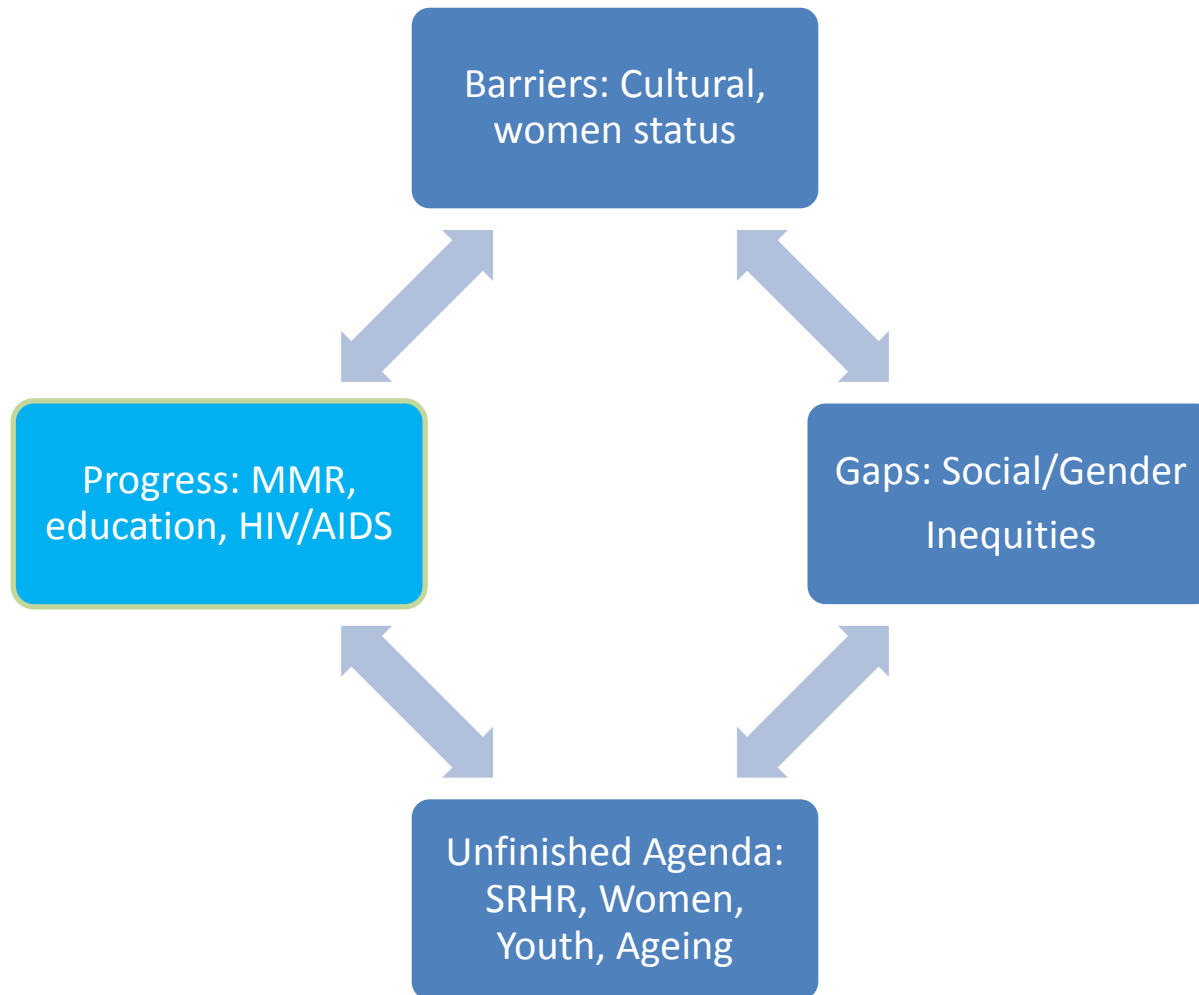 Barriers: Cultural,
women status
Progress: MMR,
education, HIV/AIDS
Gaps: Social/Gender
Inequities
Unfinished Agenda:
SRHR, Women,
Youth, Ageing